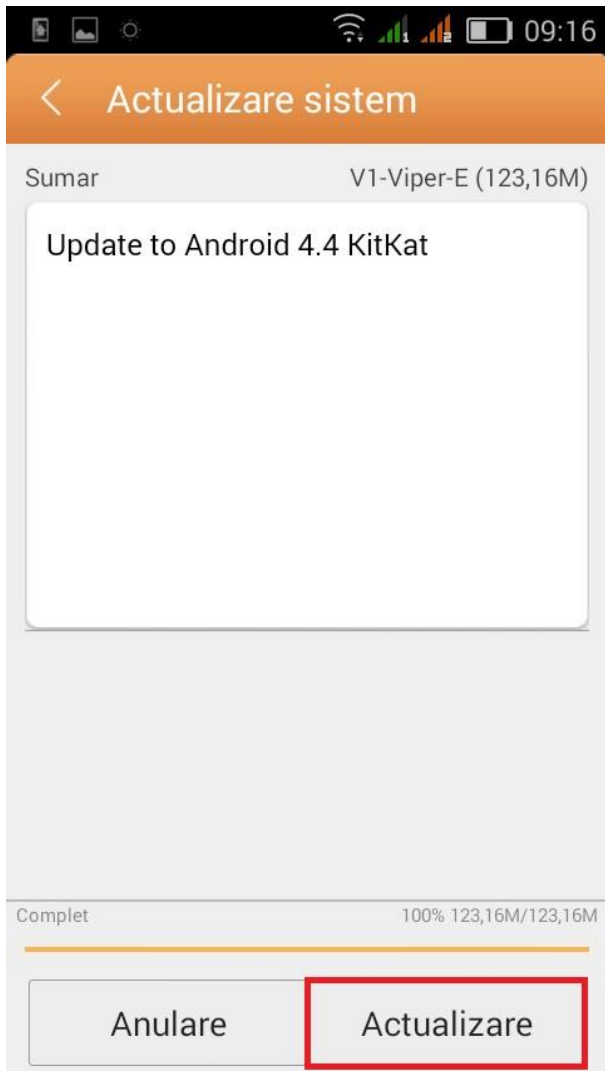 09:16
Actualizare sistem
Sumar V1-Viper-E (123,16M)
Update to Android 4.4 KitKat
Complet 100% 123,16M/123,16M
Anulare Actualizare